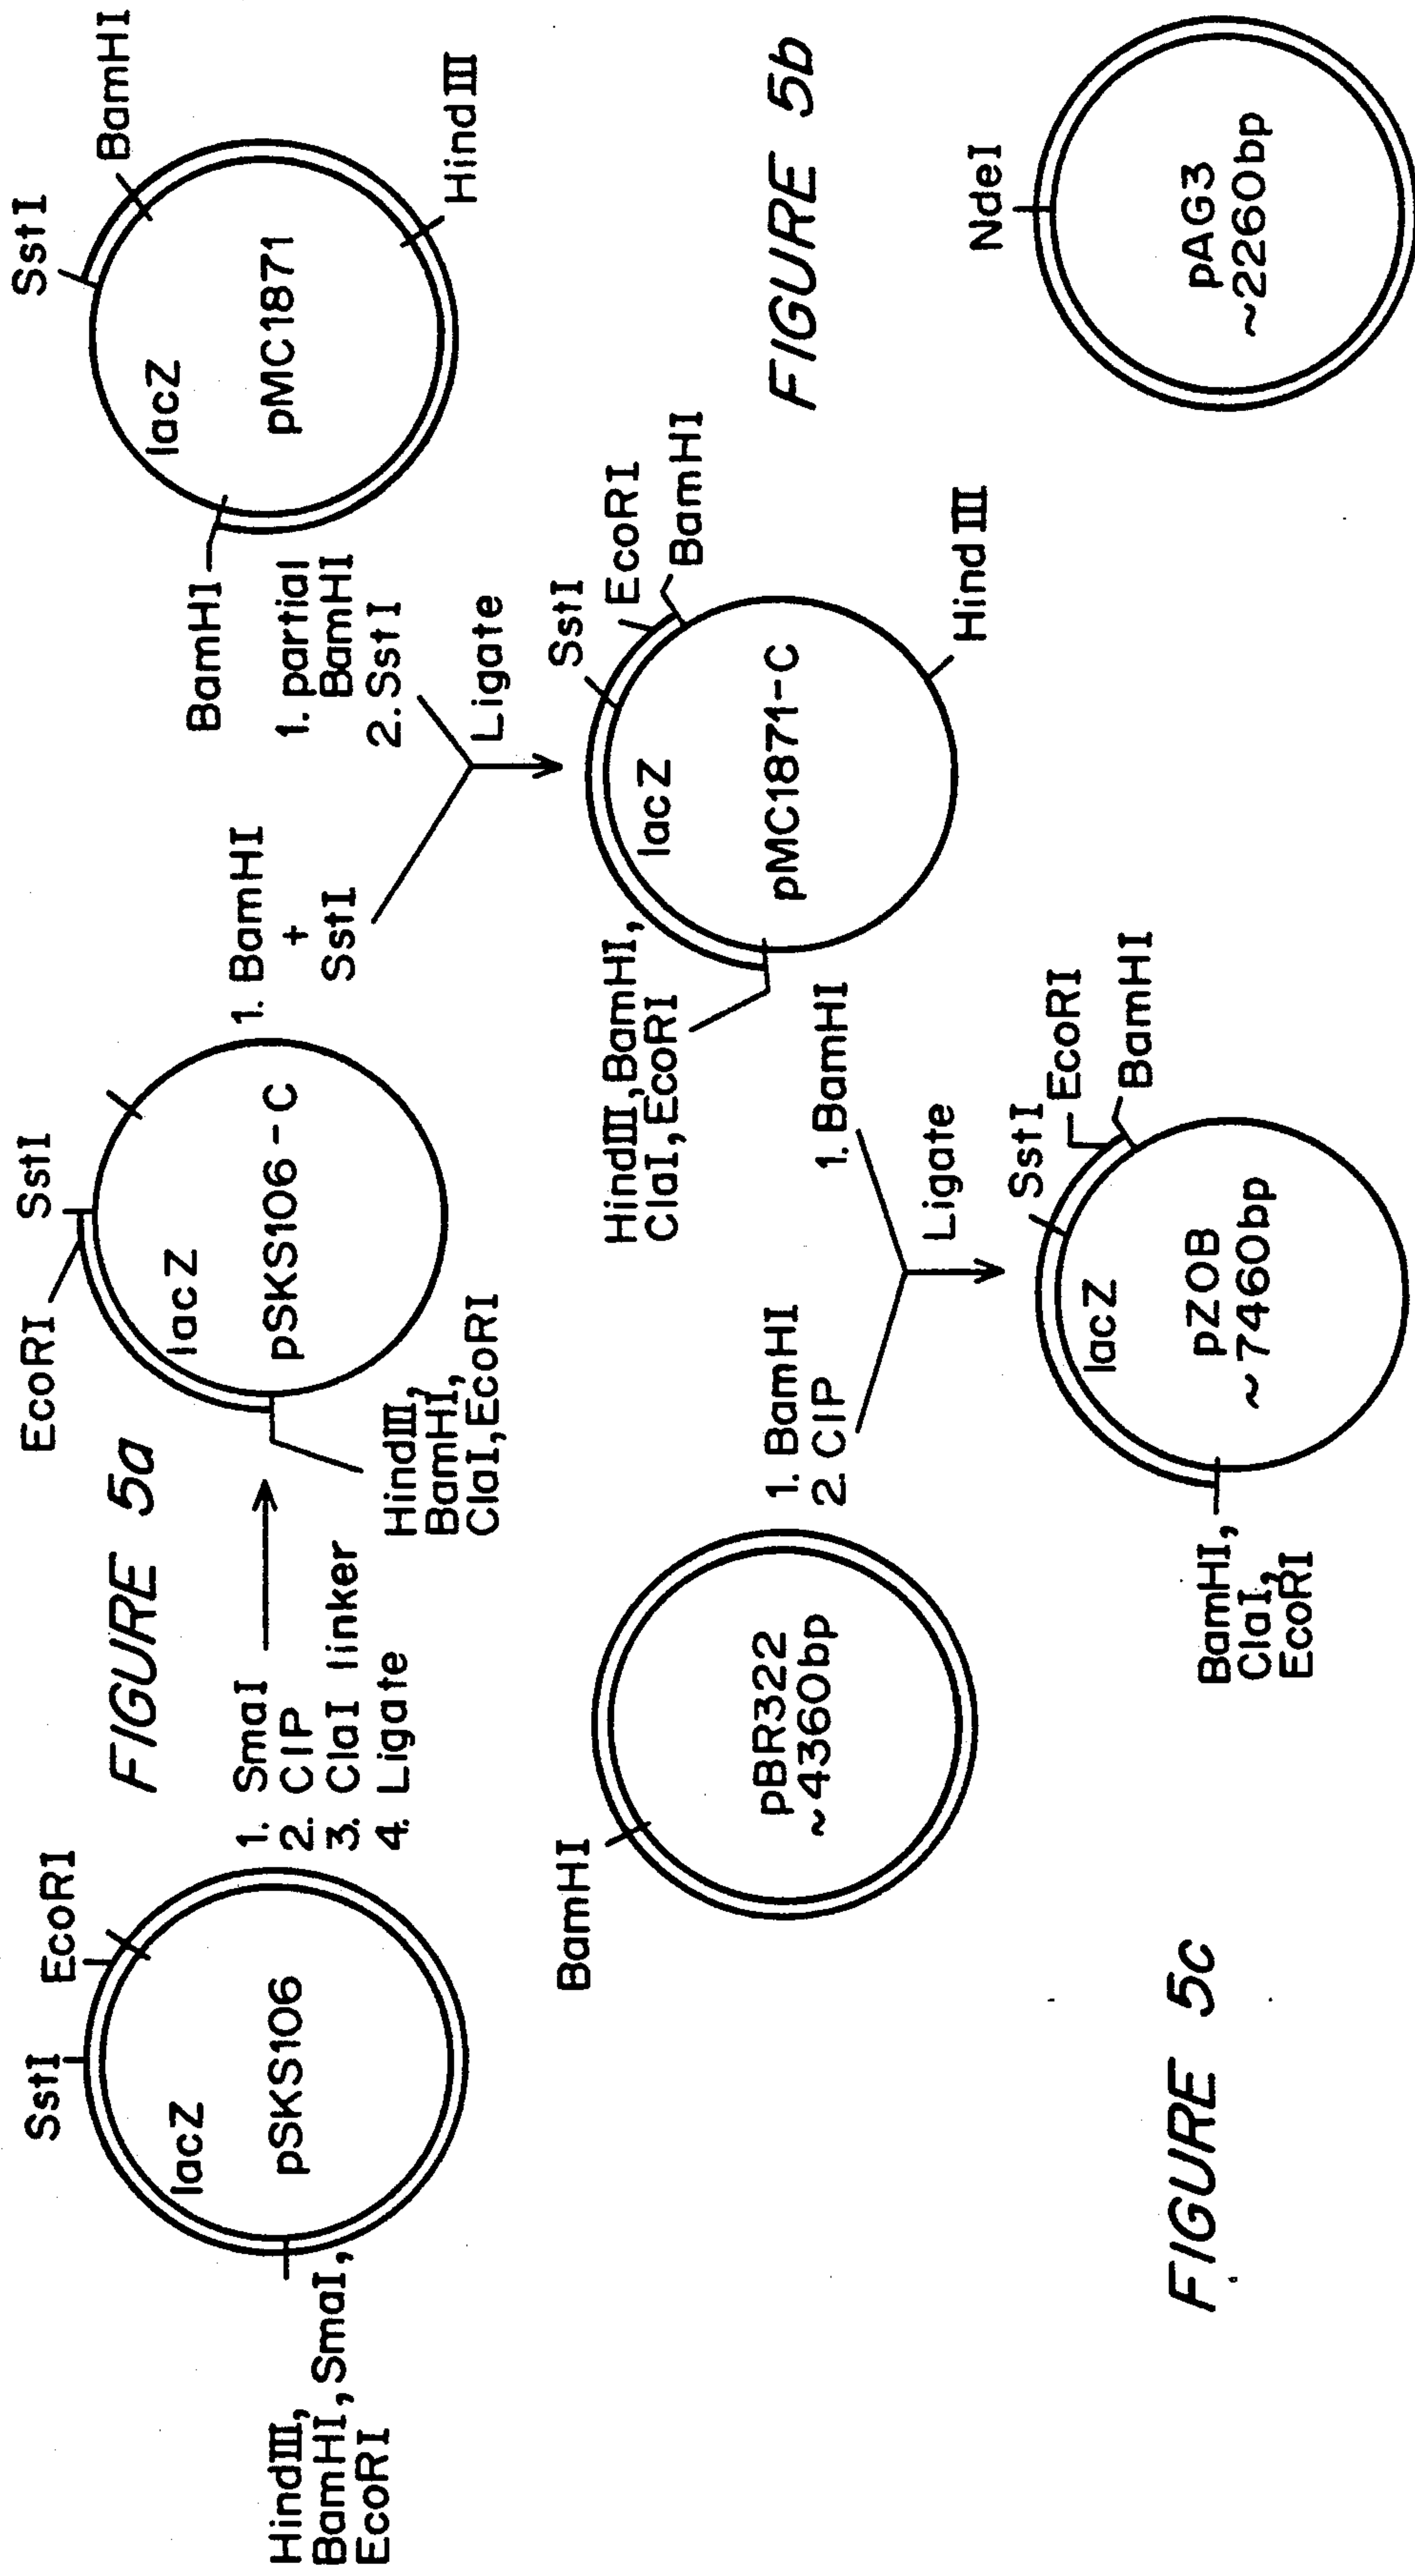 FIGURE 5a
SstI
EcoRI
lacZ
pSKS106
HindIII,
BamHI, SmaI,
EcoRI
1. SmaI
2. CIP
3. ClaI linker
4. Ligate
EcoRI
SstI
lacZ
pSKS106-C
HindIII,
BamHI,
ClaI, EcoRI
1. BamHI
+
SstI
SstI
BamHI
lacZ
pMC1871
BamHI
HindIII
1. partial
BamHI
2. SstI
Ligate
FIGURE 5b
SstI
EcoRI
BamHI
lacZ
pMC1871-C
HindIII, BamHI,
ClaI, EcoRI
Hind III
BamHI
pBR322
~4360bp
1. BamHI
2. CIP
1. BamHI
Ligate
FIGURE 5c
SstI
EcoRI
BamHI
lacZ
pZOB
~7460bp
BamHI,
ClaI,
EcoRI
NdeI
pAG3
~2260bp